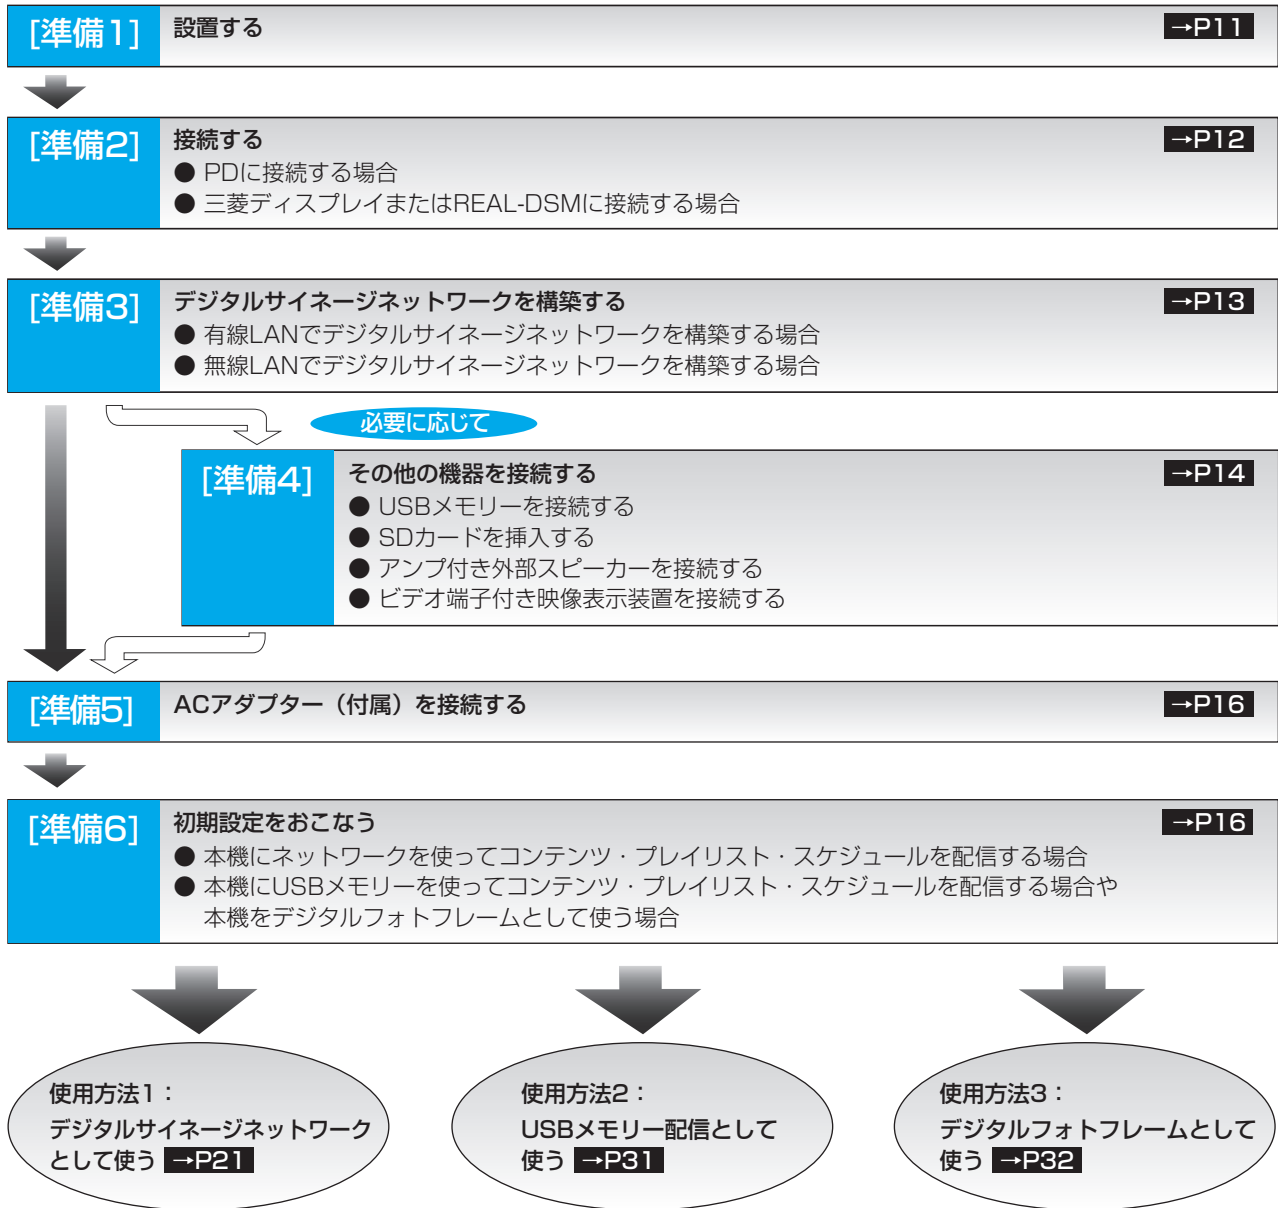 [準備1] 設置する →P11
[準備2] 接続する →P12
● PDに接続する場合
● 三菱ディスプレイまたはREAL-DSMに接続する場合
[準備3] デジタルサイネージネットワークを構築する →P13
● 有線LANでデジタルサイネージネットワークを構築する場合
● 無線LANでデジタルサイネージネットワークを構築する場合
必要に応じて
[準備4] その他の機器を接続する →P14
● USBメモリーを接続する
● SDカードを挿入する
● アンプ付き外部スピーカーを接続する
● ビデオ端子付き映像表示装置を接続する
[準備5] ACアダプター（付属）を接続する →P16
[準備6] 初期設定をおこなう →P16
● 本機にネットワークを使ってコンテンツ・プレイリスト・スケジュールを配信する場合
● 本機にUSBメモリーを使ってコンテンツ・プレイリスト・スケジュールを配信する場合や
本機をデジタルフォトフレームとして使う場合
使用方法1：
デジタルサイネージネットワーク
として使う →P21
使用方法2：
USBメモリー配信として
使う →P31
使用方法3：
デジタルフォトフレームとして
使う →P32